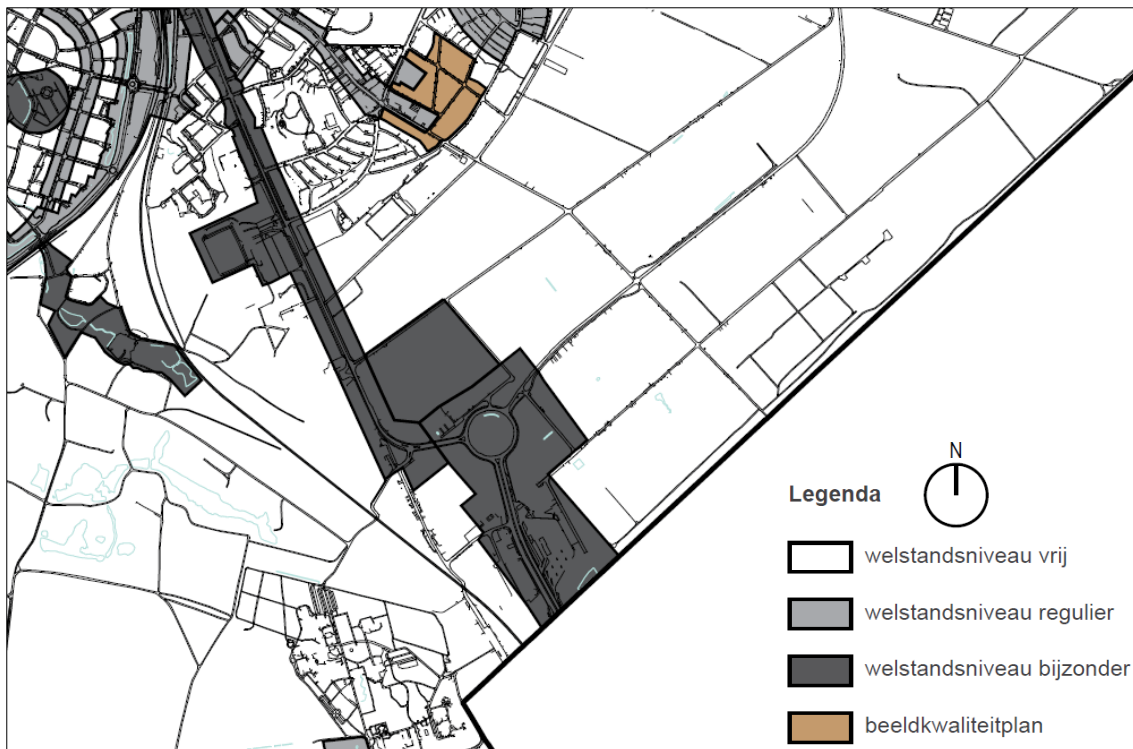 N
Legenda
welstandsniveau vrij
welstandsniveau regulier
welstandsniveau bijzonder
beeldkwaliteitplan